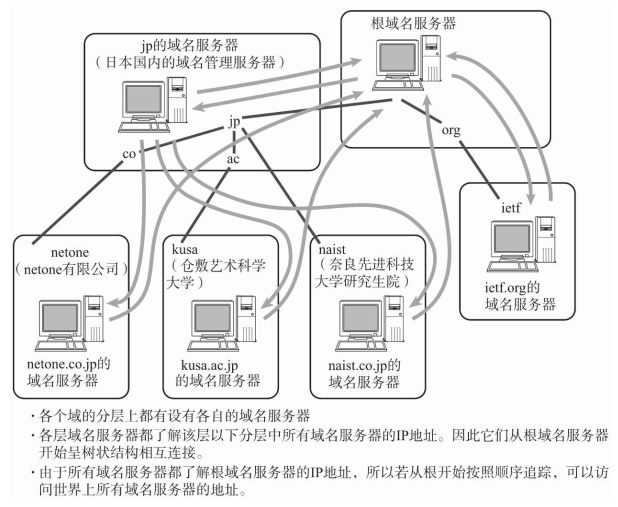 jp的域名服务器
（日本国内的域名管理服务器）
根域名服务器
jp
org
co
ac
ietf
netone
（netone有限公司）
kusa
（仓敷艺术科学
大学）
naist
（奈良先进科技
大学研究生院）
ietf.org的
域名服务器
netone.co.jp的
域名服务器
kusa.ac.jp
的域名服务器
naist.co.jp的
域名服务器
·各个域的分层上都有设有各自的域名服务器
·各层域名服务器都了解该层以下分层中所有域名服务器的IP地址。因此它们从根域名服务器
开始呈树状结构相互连接。
·由于所有域名服务器都了解根域名服务器的IP地址，所以若从根开始按照顺序追踪，可以访
问世界上所有域名服务器的地址。